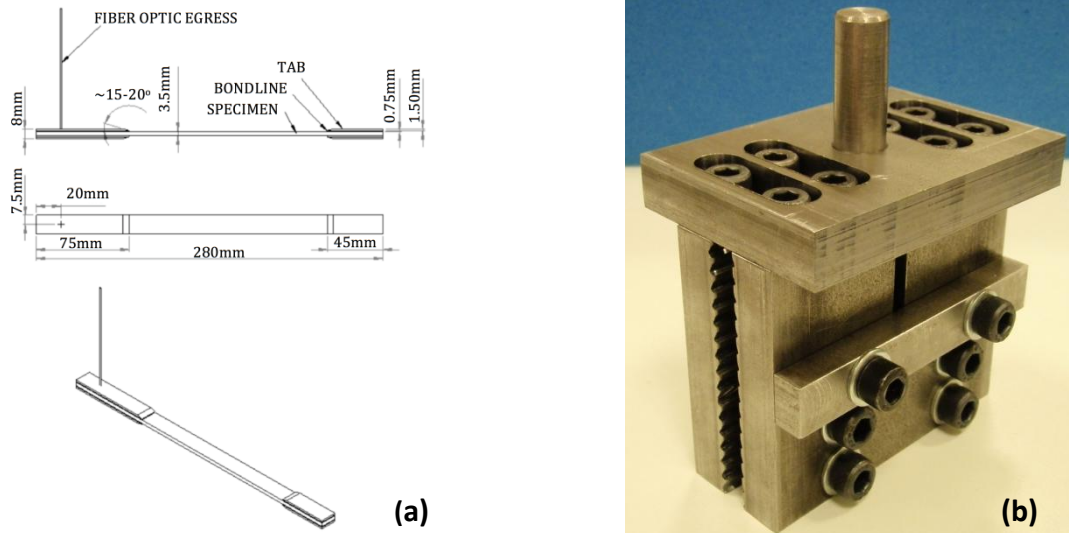 FIBER OPTIC EGRESS
TAB
BONDLINE
SPECIMEN
~15-20°
3.5mm
0.75mm
1.50mm
8mm
20mm
7.5mm
75mm
45mm
280mm
(a)
(b)